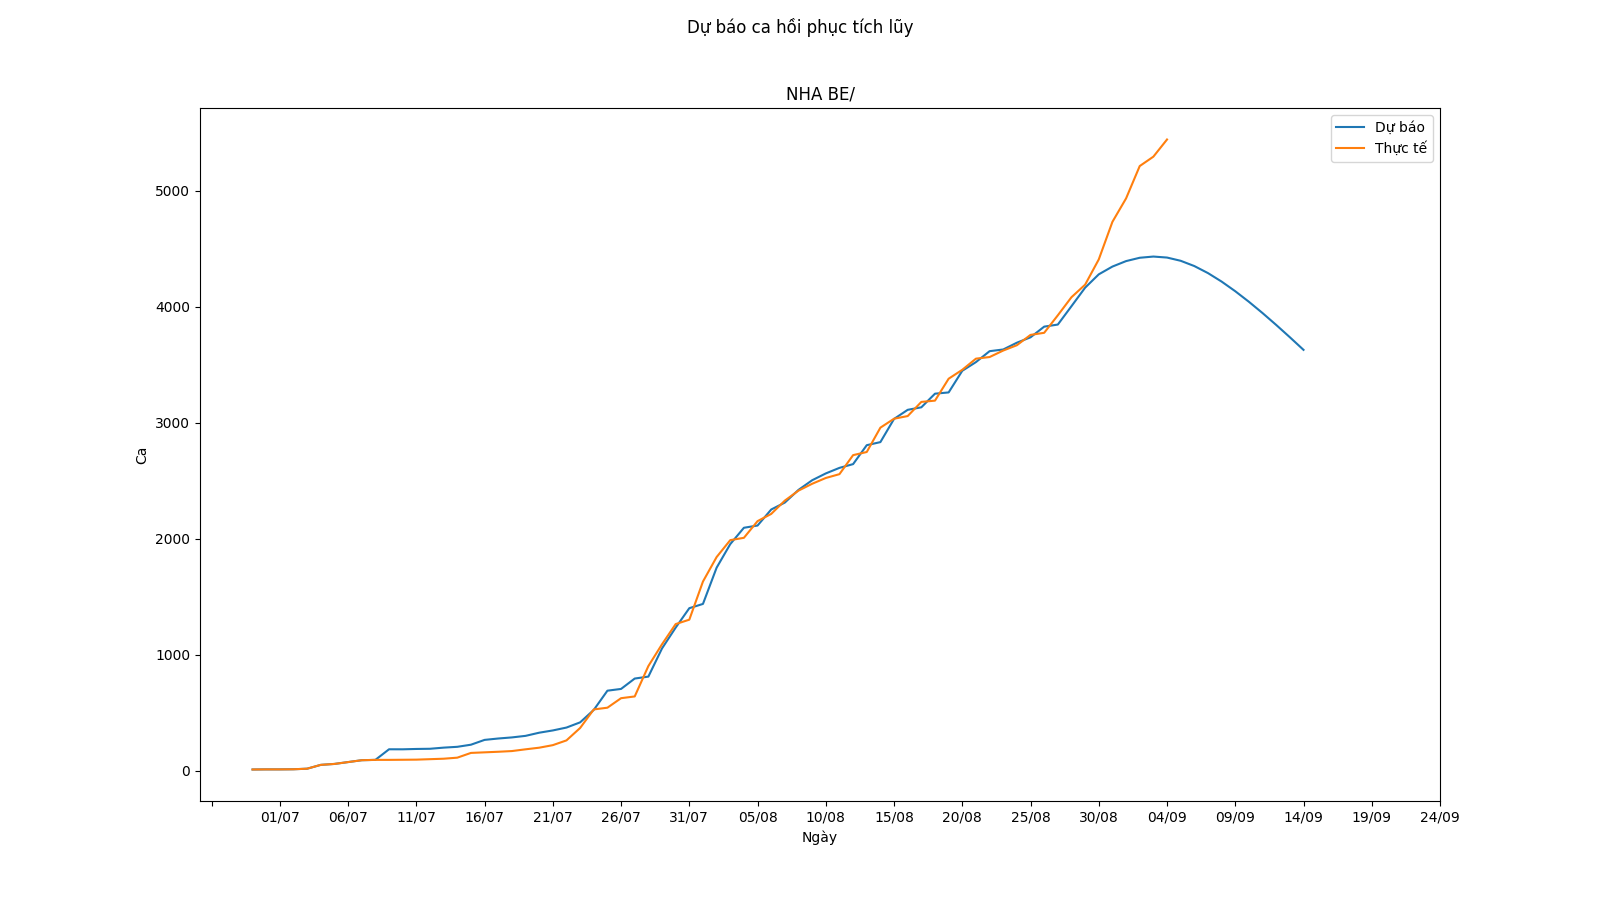 Dự báo ca hồi phục tích lũy
NHA BE/
Dự báo
Thực tế
5000
4000
3000
2000
1000
0
Ca
01/07 06/07 11/07 16/07 21/07 26/07 31/07 05/08 10/08 15/08 20/08 25/08 30/08 04/09 09/09 14/09 19/09 24/09
Ngày